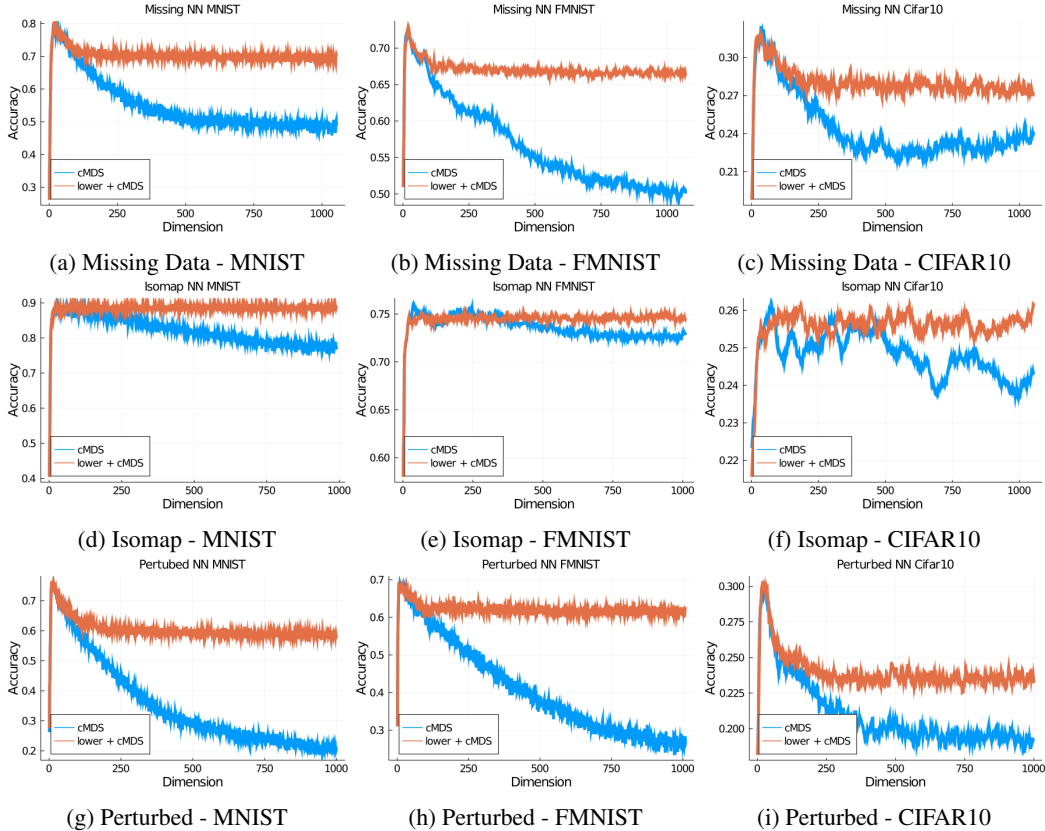 Missing NN MNIST
Accuracy
0.8
0.7
0.6
0.5
0.4
0.3
cMDS
lower + cMDS
0 250 500 750 1000
Dimension
(a) Missing Data - MNIST
Missing NN FMNIST
Accuracy
0.70
0.65
0.60
0.55
0.50
cMDS
lower + cMDS
0 250 500 750 1000
Dimension
(b) Missing Data - FMNIST
Missing NN Cifar10
Accuracy
0.30
0.27
0.24
0.21
cMDS
lower + cMDS
0 250 500 750 1000
Dimension
(c) Missing Data - CIFAR10
Isomap NN MNIST
Accuracy
0.9
0.8
0.7
0.6
0.5
0.4
cMDS
lower + cMDS
0 250 500 750 1000
Dimension
(d) Isomap - MNIST
Isomap NN FMNIST
Accuracy
0.75
0.70
0.65
0.60
cMDS
lower + cMDS
0 250 500 750 1000
Dimension
(e) Isomap - FMNIST
Isomap NN Cifar10
Accuracy
0.26
0.25
0.24
0.23
0.22
cMDS
lower + cMDS
0 250 500 750 1000
Dimension
(f) Isomap - CIFAR10
Pertubed NN MNIST
Accuracy
0.7
0.6
0.5
0.4
0.3
0.2
cMDS
lower + cMDS
0 250 500 750 1000
Dimension
(g) Perturbed - MNIST
Perturbed NN FMNIST
Accuracy
0.7
0.6
0.5
0.4
0.3
cMDS
lower + cMDS
0 250 500 750 1000
Dimension
(h) Perturbed - FMNIST
Perturbed NN Cifar10
Accuracy
0.300
0.275
0.250
0.225
0.200
cMDS
lower + cMDS
0 250 500 750 1000
Dimension
(i) Perturbed - CIFAR10